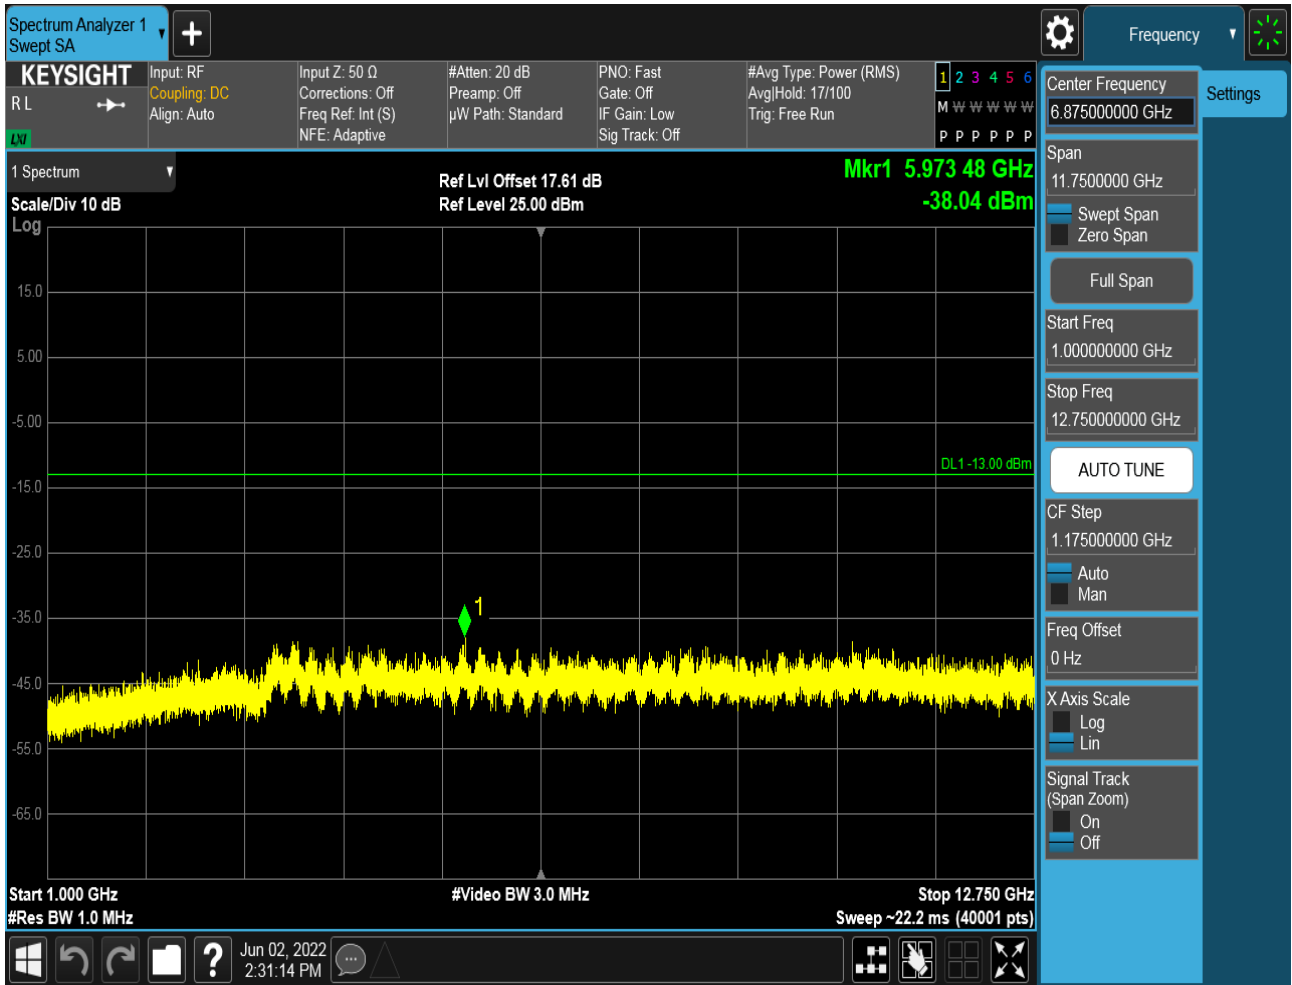 Spectrum Analyzer 1
Swept SA
Frequency
KEYSIGHT
R L
LXI
Input: RF
Coupling: DC
Align: Auto
Input Z: 50 Ω
Corrections: Off
Freq Ref: Int (S)
NFE: Adaptive
#Atten: 20 dB
Preamp: Off
µW Path: Standard
PNO: Fast
Gate: Off
IF Gain: Low
Sig Track: Off
#Avg Type: Power (RMS)
Avg|Hold: 17/100
Trig: Free Run
1 2 3 4 5 6
M W W W W W
P P P P P P
1 Spectrum
Scale/Div 10 dB
Log
Ref Lvl Offset 17.61 dB
Ref Level 25.00 dBm
Mkr1 5.973 48 GHz
-38.04 dBm
15.0
5.00
-5.00
DL1 -13.00 dBm
-15.0
-25.0
1
-35.0
-45.0
-55.0
-65.0
Start 1.000 GHz
#Res BW 1.0 MHz
#Video BW 3.0 MHz
Stop 12.750 GHz
Sweep ~22.2 ms (40001 pts)
?
Jun 02, 2022
2:31:14 PM
Center Frequency
6.875000000 GHz
Settings
Span
11.7500000 GHz
Swept Span
Zero Span
Full Span
Start Freq
1.000000000 GHz
Stop Freq
12.750000000 GHz
AUTO TUNE
CF Step
1.175000000 GHz
Auto
Man
Freq Offset
0 Hz
X Axis Scale
Log
Lin
Signal Track
(Span Zoom)
On
Off